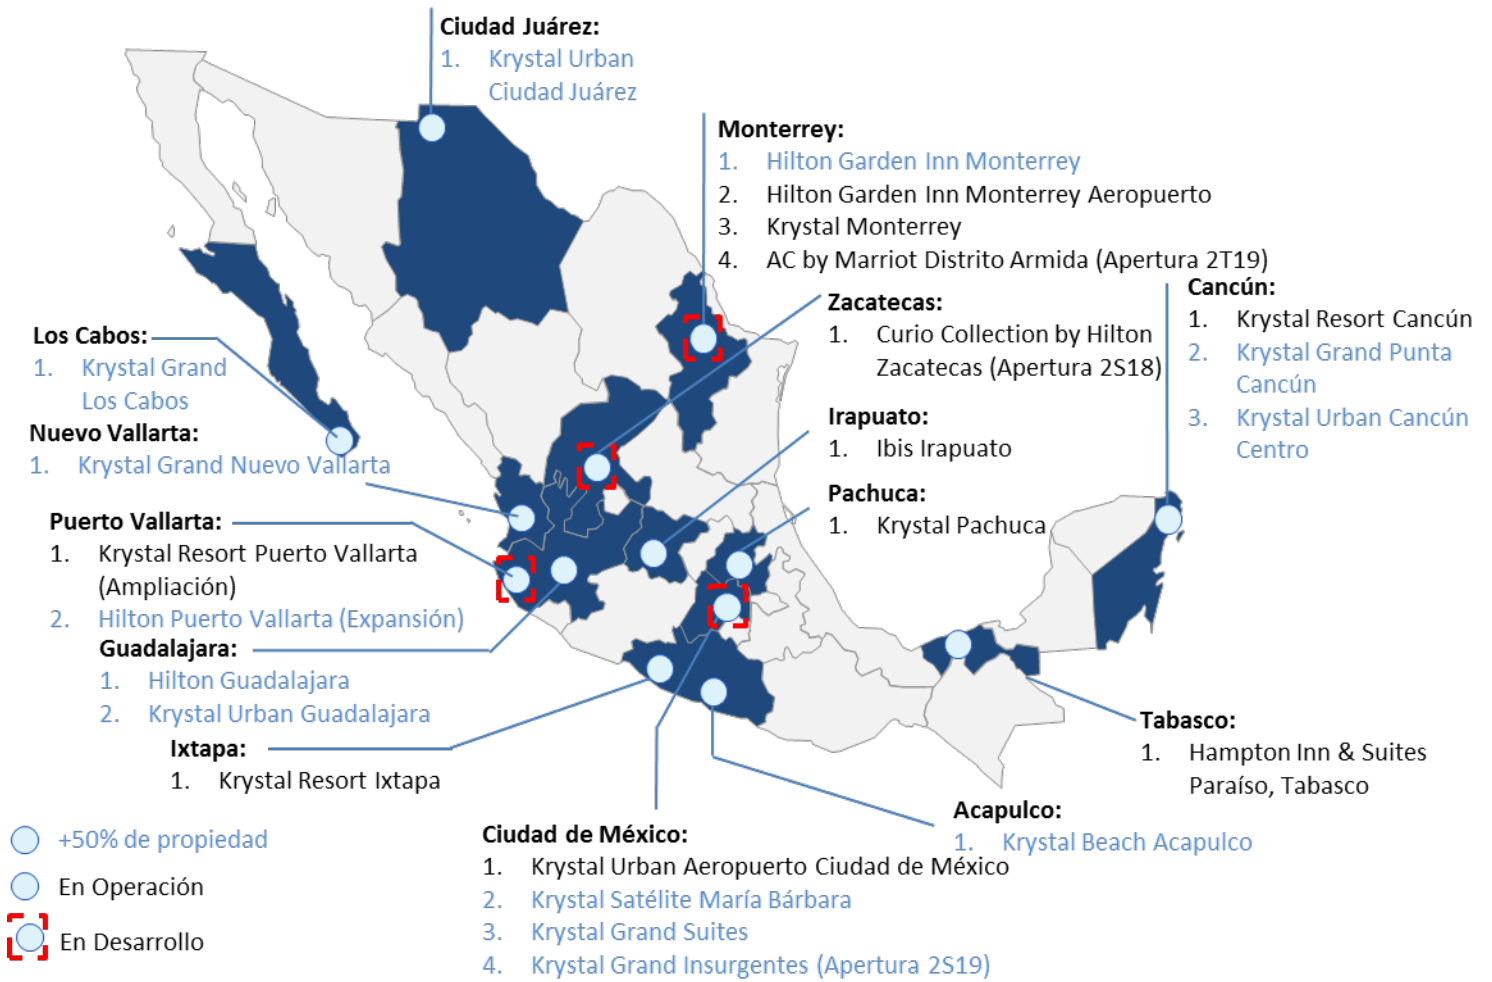 Ciudad Juárez:
1. Krystal Urban
Ciudad Juárez
Monterrey:
1. Hilton Garden Inn Monterrey
2. Hilton Garden Inn Monterrey Aeropuerto
3. Krystal Monterrey
4. AC by Marriot Distrito Armida (Apertura 2T19)
Zacatecas:
1. Curio Collection by Hilton
Zacatecas (Apertura 2S18)
Cancún:
1. Krystal Resort Cancún
2. Krystal Grand Punta
Cancún
3. Krystal Urban Cancún
Centro
Irapuato:
1. Ibis Irapuato
Pachuca:
1. Krystal Pachuca
Los Cabos:
1. Krystal Grand
Los Cabos
Nuevo Vallarta:
1. Krystal Grand Nuevo Vallarta
Puerto Vallarta:
1. Krystal Resort Puerto Vallarta
(Ampliación)
2. Hilton Puerto Vallarta (Expansión)
Guadalajara:
1. Hilton Guadalajara
2. Krystal Urban Guadalajara
Ixtapa:
1. Krystal Resort Ixtapa
Tabasco:
1. Hampton Inn & Suites
Paraíso, Tabasco
Acapulco:
1. Krystal Beach Acapulco
Ciudad de México:
1. Krystal Urban Aeropuerto Ciudad de México
2. Krystal Satélite María Bárbara
3. Krystal Grand Suites
4. Krystal Grand Insurgentes (Apertura 2S19)
+50% de propiedad
En Operación
En Desarrollo